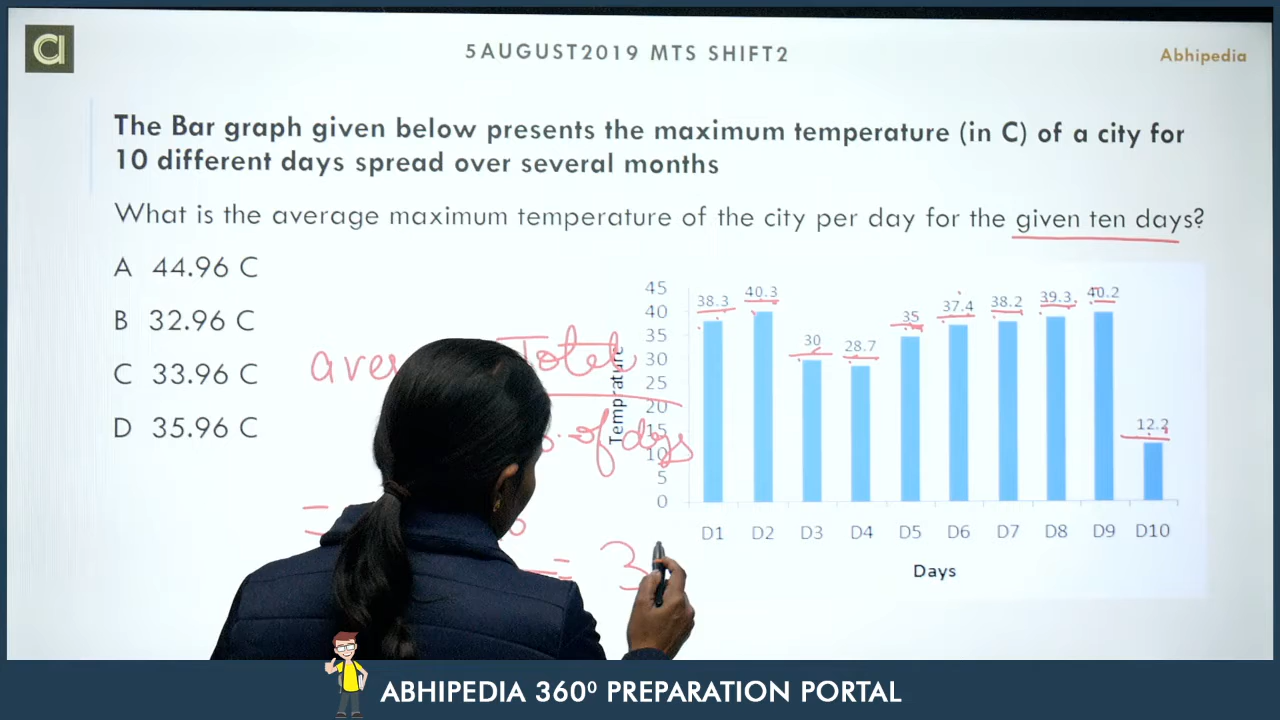 5AUGUST2019 MTS SHIFT2
Abhipedia
The Bar graph given below presents the maximum temperature (in C) of a city for
10 different days spread over several months
What is the average maximum temperature of the city per day for the given ten days?
A 44.96 C
B 32.96 C
C 33.96 C
D 35.96 C
Total
of days
= 3
Temprature
45
40
35
30
25
20
15
10
5
0
38.3
40.3
30
28.7
35
37.4
38.2
39.3
40.2
12.2
D1 D2 D3 D4 D5 D6 D7 D8 D9 D10
Days
ABHIPEDIA 360⁰ PREPARATION PORTAL